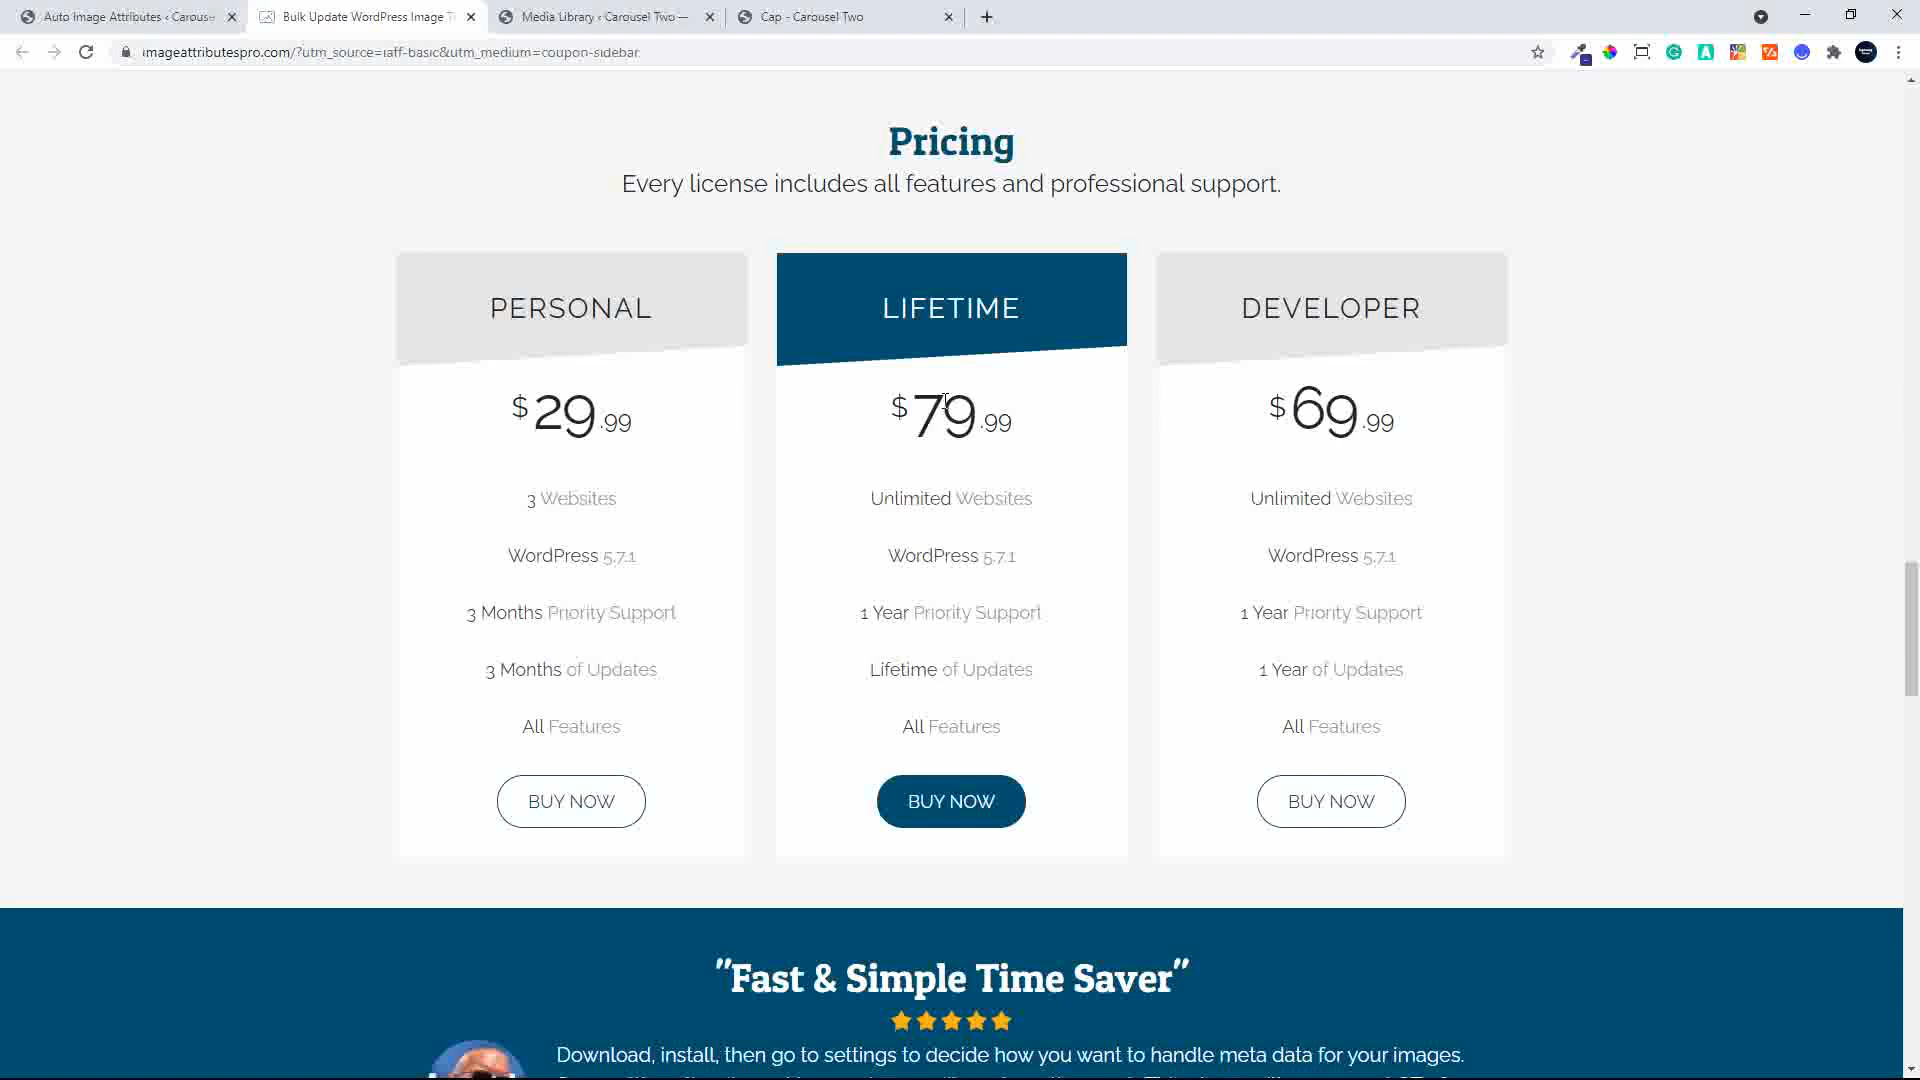 Auto Image Attributes ‹ Carouse
Bulk Update WordPress Image T
Media Library ‹ Carousel Two —
Cap - Carousel Two
imageattributespro.com/?utm_source=iaff-basic&utm_medium=coupon-sidebar
Pricing
Every license includes all features and professional support.
PERSONAL
$29.99
3 Websites
WordPress 5.7.1
3 Months Priority Support
3 Months of Updates
All Features
BUY NOW
LIFETIME
$79.99
Unlimited Websites
WordPress 5.7.1
1 Year Priority Support
Lifetime of Updates
All Features
BUY NOW
DEVELOPER
$69.99
Unlimited Websites
WordPress 5.7.1
1 Year Priority Support
1 Year of Updates
All Features
BUY NOW
"Fast & Simple Time Saver"
Download, install, then go to settings to decide how you want to handle meta data for your images.